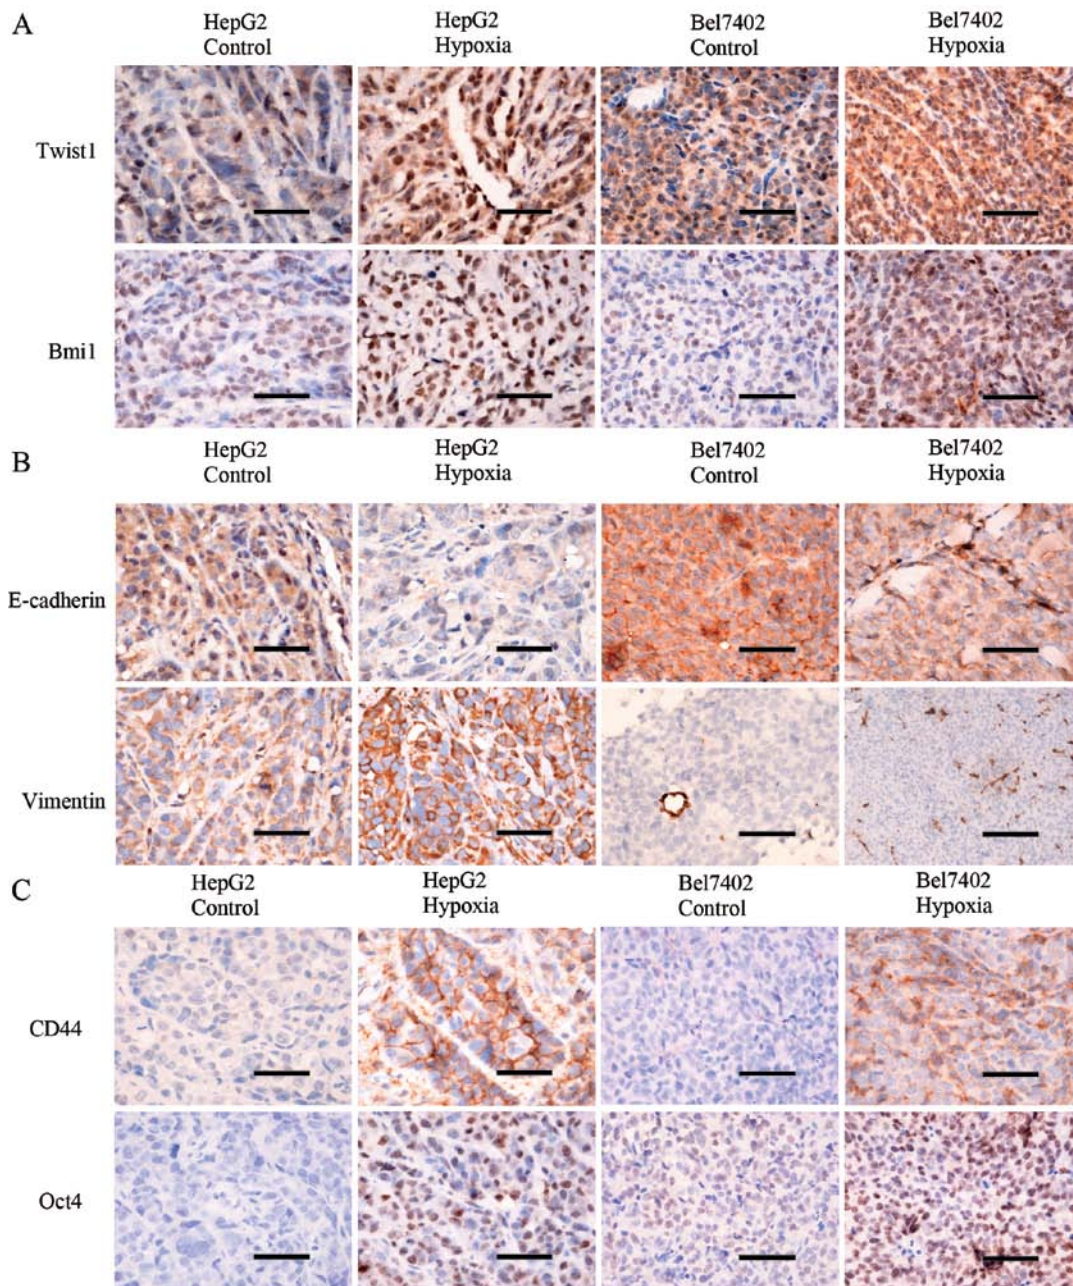 A
HepG2 Control
HepG2 Hypoxia
Bel7402 Control
Bel7402 Hypoxia
Twist1
Bmi1
B
HepG2 Control
HepG2 Hypoxia
Bel7402 Control
Bel7402 Hypoxia
E-cadherin
Vimentin
C
HepG2 Control
HepG2 Hypoxia
Bel7402 Control
Bel7402 Hypoxia
CD44
Oct4